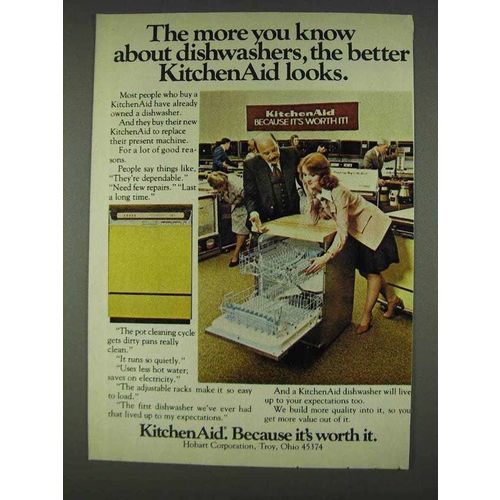 The more you know
about dishwashers, the better
KitchenAid looks.
Most people who buy a
KitchenAid have already
owned a dishwasher.
And they buy their new
KitchenAid to replace
their present machine.
For a lot of good rea-
sons.
People say things like,
"They're dependable."
"Need few repairs." "Last
a long time."
KitchenAid
BECAUSE IT'S WORTH IT!
"The pot cleaning cycle
gets dirty pans really
clean."
"It runs so quietly."
"Uses less hot water;
saves on electricity."
"The adjustable racks make it so easy
to load."
"The first dishwasher we've ever had
that lived up to my expectations."
And a KitchenAid dishwasher will live
up to your expectations too.
We build more quality into it, so you
get more value out of it.
KitchenAid. Because it's worth it.
Hobart Corporation, Troy, Ohio 45374